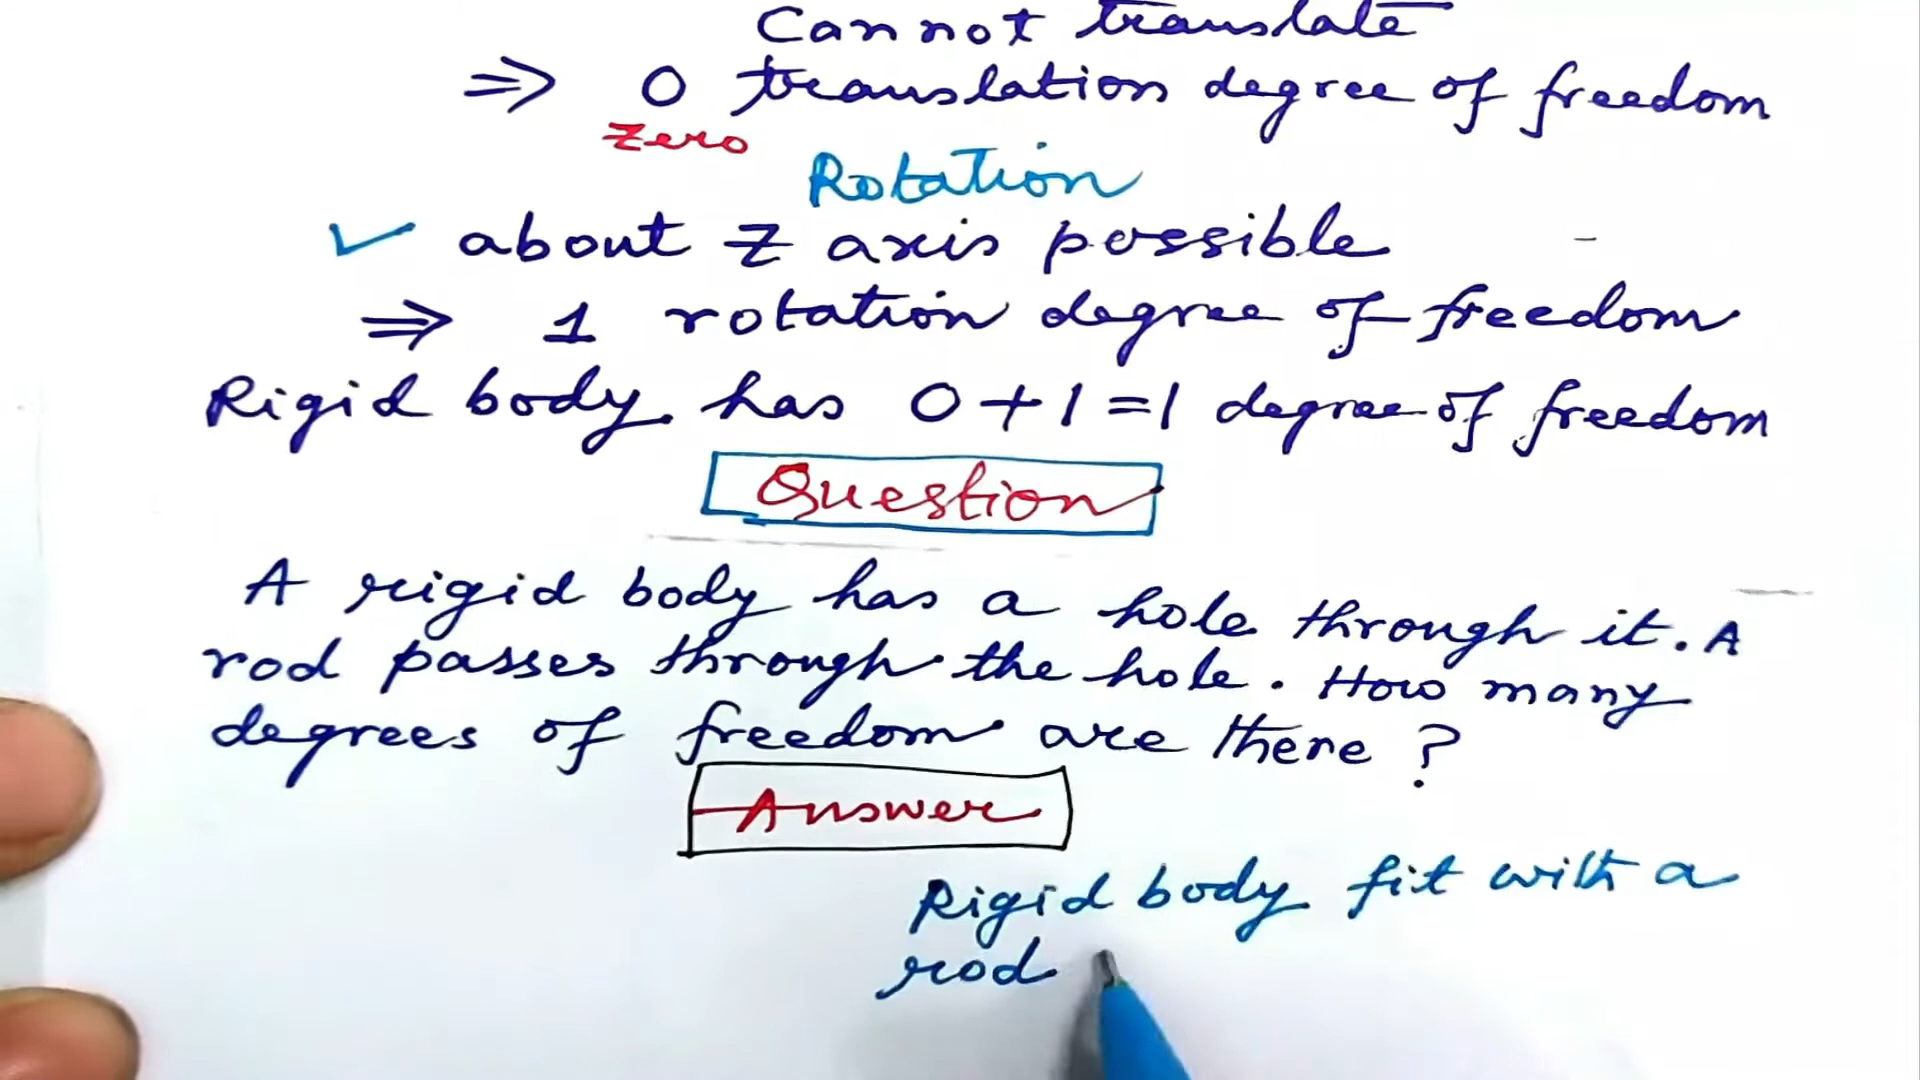 Cannot translate
⇒ 0 translation degree of freedom
Zero
Rotation
✓ about Z axis possible
⇒ 1 rotation degree of freedom
Rigid body has 0+1=1 degree of freedom
Question
A rigid body has a hole through it. A
rod passes through the hole. How many
degrees of freedom are there ?
Answer
Rigid body fit with a
rod